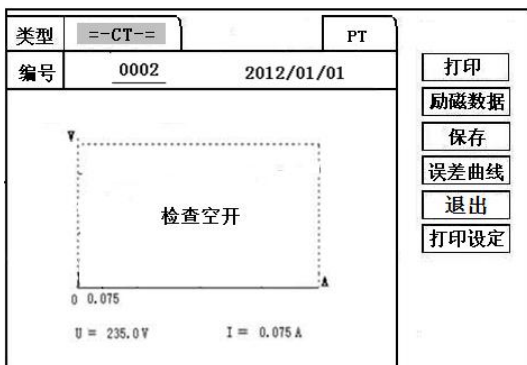 类型 =-CT-= PT
编号 0002 2012/01/01
V
检查空开
A
0 0.075
U = 235.0V I = 0.075A
打印
励磁数据
保存
误差曲线
退出
打印设定